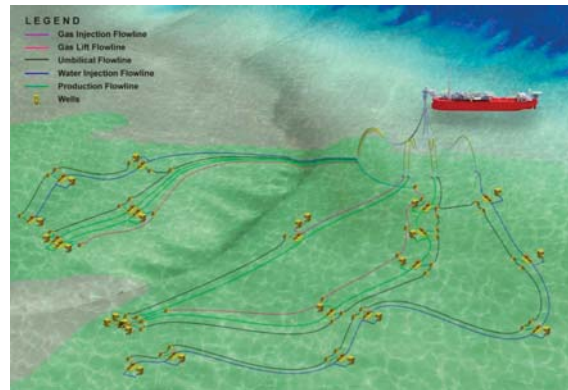 LEGEND
Gas Injection Flowline
Gas Lift Flowline
Umbilical Flowline
Water Injection Flowline
Production Flowline
Wells